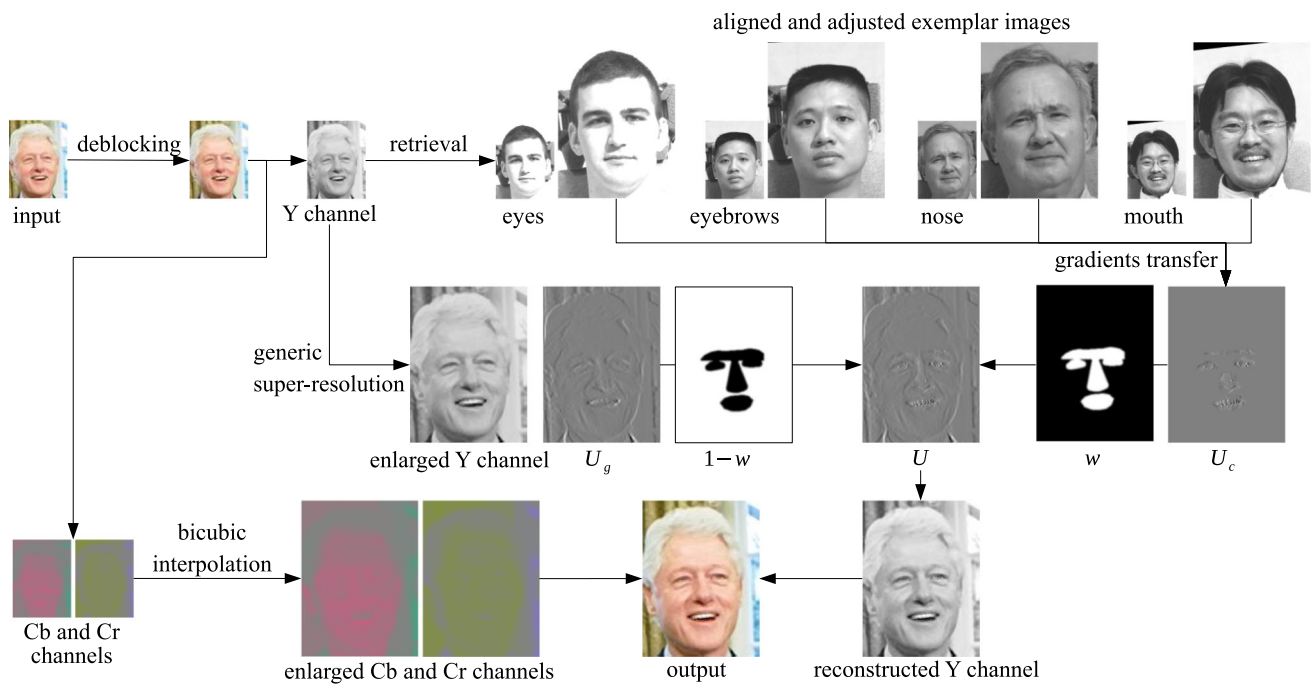 aligned and adjusted exemplar images
deblocking
retrieval
input
Y channel
eyes
eyebrows
nose
mouth
gradients transfer
generic
super-resolution
enlarged Y channel
U_g
1−w
U
w
U_c
bicubic
interpolation
Cb and Cr
channels
enlarged Cb and Cr channels
output
reconstructed Y channel